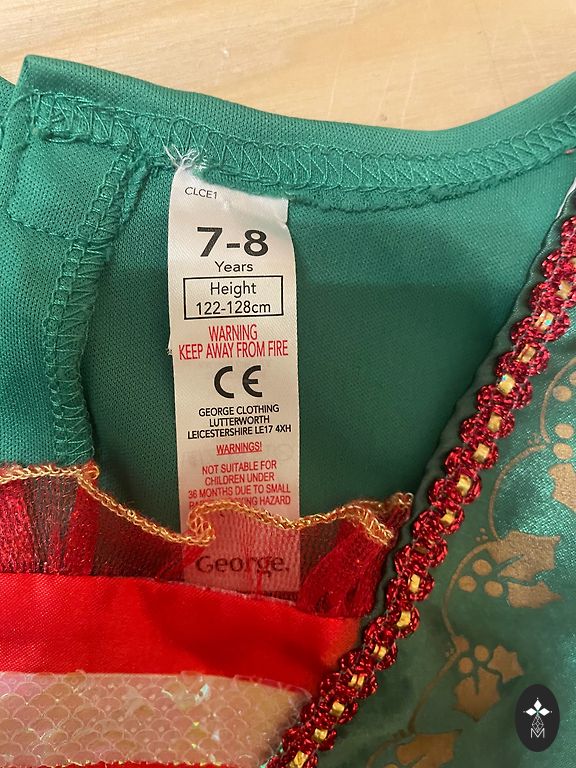 CLCE1
7-8
Years
Height
122-128cm
WARNING
KEEP AWAY FROM FIRE
CE
GEORGE CLOTHING
LUTTERWORTH
LEICESTERSHIRE LE17 4XH
WARNINGS!
NOT SUITABLE FOR
CHILDREN UNDER
36 MONTHS DUE TO SMALL
HAZARD
George.
M